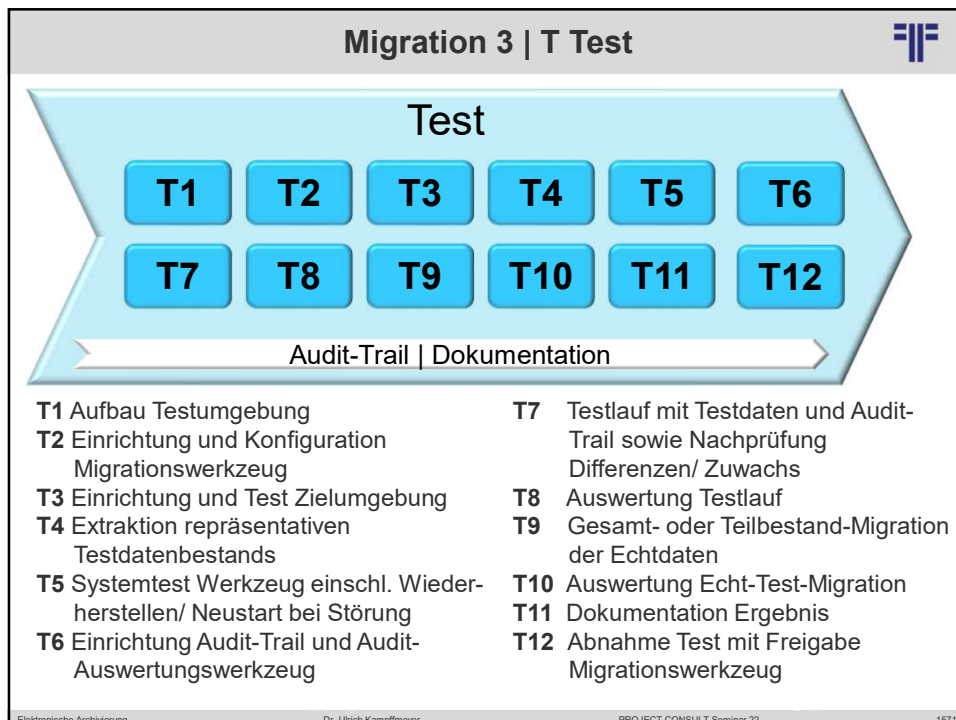 Migration 3 | T Test
Test
T1 T2 T3 T4 T5 T6
T7 T8 T9 T10 T11 T12
Audit-Trail | Dokumentation
T1 Aufbau Testumgebung
T2 Einrichtung und Konfiguration
Migrationswerkzeug
T3 Einrichtung und Test Zielumgebung
T4 Extraktion repräsentativen
Testdatenbestands
T5 Systemtest Werkzeug einschl. Wieder-
herstellen/ Neustart bei Störung
T6 Einrichtung Audit-Trail und Audit-
Auswertungswerkzeug
T7 Testlauf mit Testdaten und Audit-
Trail sowie Nachprüfung
Differenzen/ Zuwachs
T8 Auswertung Testlauf
T9 Gesamt- oder Teilbestand-Migration
der Echtdaten
T10 Auswertung Echt-Test-Migration
T11 Dokumentation Ergebnis
T12 Abnahme Test mit Freigabe
Migrationswerkzeug
Elektronische Archivierung Dr. Ulrich Kampffmeyer PROJECT CONSULT Seminar 22 1571